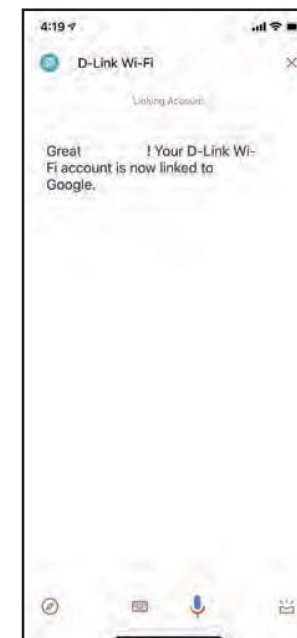 4:19
D-Link Wi-Fi
Linking Account
Great ! Your D-Link Wi-
Fi account is now linked to
Google.